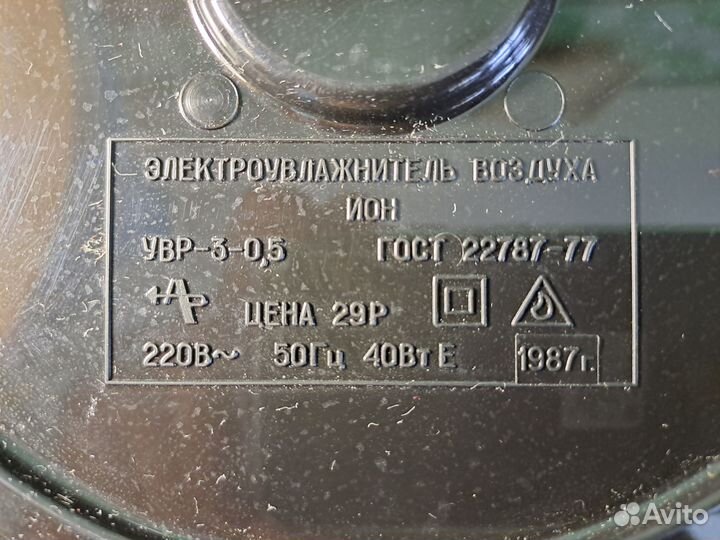 ЭЛЕКТРОУВЛАЖНИТЕЛЬ ВОЗДУХА
ИОН
УВР-3-0,5 ГОСТ 22787-77
ЦЕНА 29Р
220В~ 50Гц 40Вт Е 1987г.
Avito